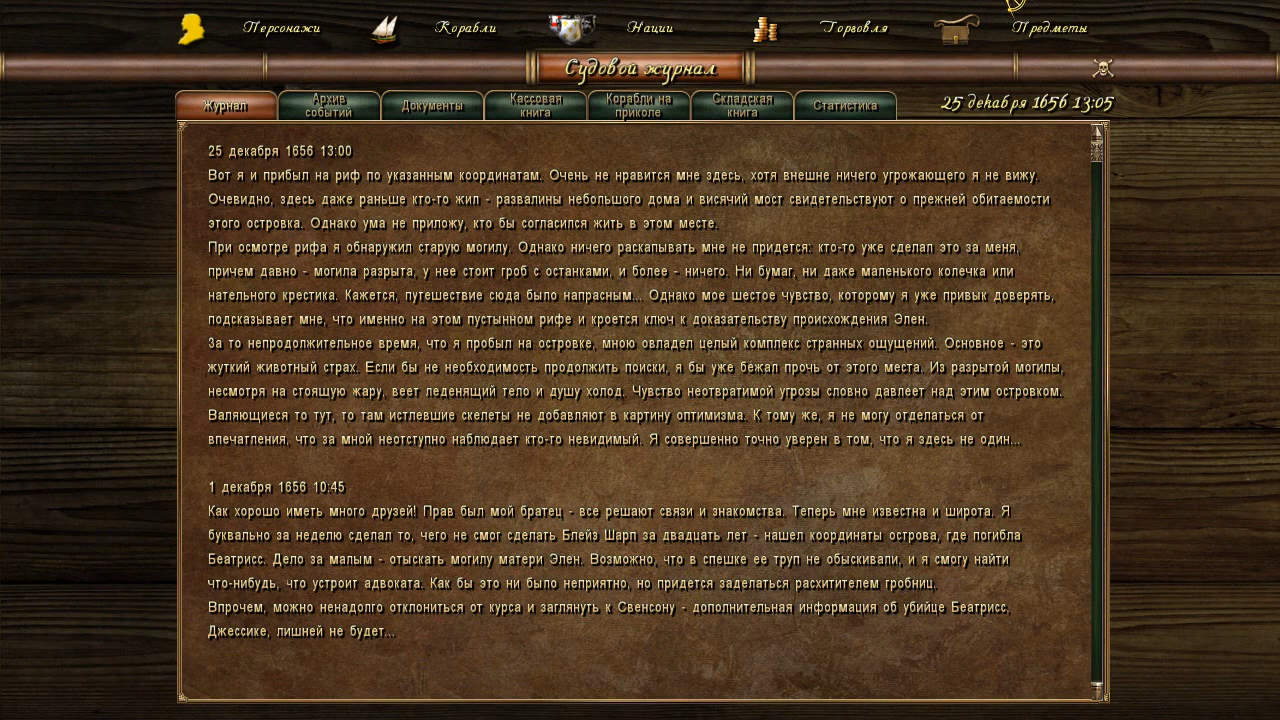 Персонажи Корабли Нации Торговля Предметы
Судовой журнал
Журнал Архив событий Документы Кассовая книга Корабли на приколе Складская книга Статистика 25 декабря 1656 13:05
25 декабря 1656 13:00
Вот я и прибыл на риф по указанным координатам. Очень не нравится мне здесь, хотя внешне ничего угрожающего я не вижу.
Очевидно, здесь даже раньше кто-то жил - развалины небольшого дома и висячий мост свидетельствуют о прежней обитаемости
этого островка. Однако ума не приложу, кто бы согласился жить в этом месте.
При осмотре рифа я обнаружил старую могилу. Однако ничего раскапывать мне не придется: кто-то уже сделал это за меня,
причем давно - могила разрыта, у нее стоит гроб с останками, и более - ничего. Ни бумаг, ни даже маленького колечка или
нательного крестика. Кажется, путешествие сюда было напрасным... Однако мое шестое чувство, которому я уже привык доверять,
подсказывает мне, что именно на этом пустынном рифе и кроется ключ к доказательству происхождения Элен.
За то непродолжительное время, что я пробыл на островке, мною овладел целый комплекс странных ощущений. Основное - это
жуткий животный страх. Если бы не необходимость продолжить поиски, я бы уже бежал прочь от этого места. Из разрытой могилы,
несмотря на стоящую жару, веет леденящий тело и душу холод. Чувство неотвратимой угрозы словно давлеет над этим островком.
Валяющиеся то тут, то там истлевшие скелеты не добавляют в картину оптимизма. К тому же, я не могу отделаться от
впечатления, что за мной неотступно наблюдает кто-то невидимый. Я совершенно точно уверен в том, что я здесь не один...
1 декабря 1656 10:45
Как хорошо иметь много друзей! Прав был мой братец - все решают связи и знакомства. Теперь мне известна и широта. Я
буквально за неделю сделал то, чего не смог сделать Блейз Шарп за двадцать лет - нашел координаты острова, где погибла
Беатрисс. Дело за малым - отыскать могилу матери Элен. Возможно, что в спешке ее труп не обыскивали, и я смогу найти
что-нибудь, что устроит адвоката. Как бы это ни было неприятно, но придется заделаться расхитителем гробниц.
Впрочем, можно ненадолго отклониться от курса и заглянуть к Свенсону - дополнительная информация об убийце Беатрисс,
Джессике, лишней не будет...